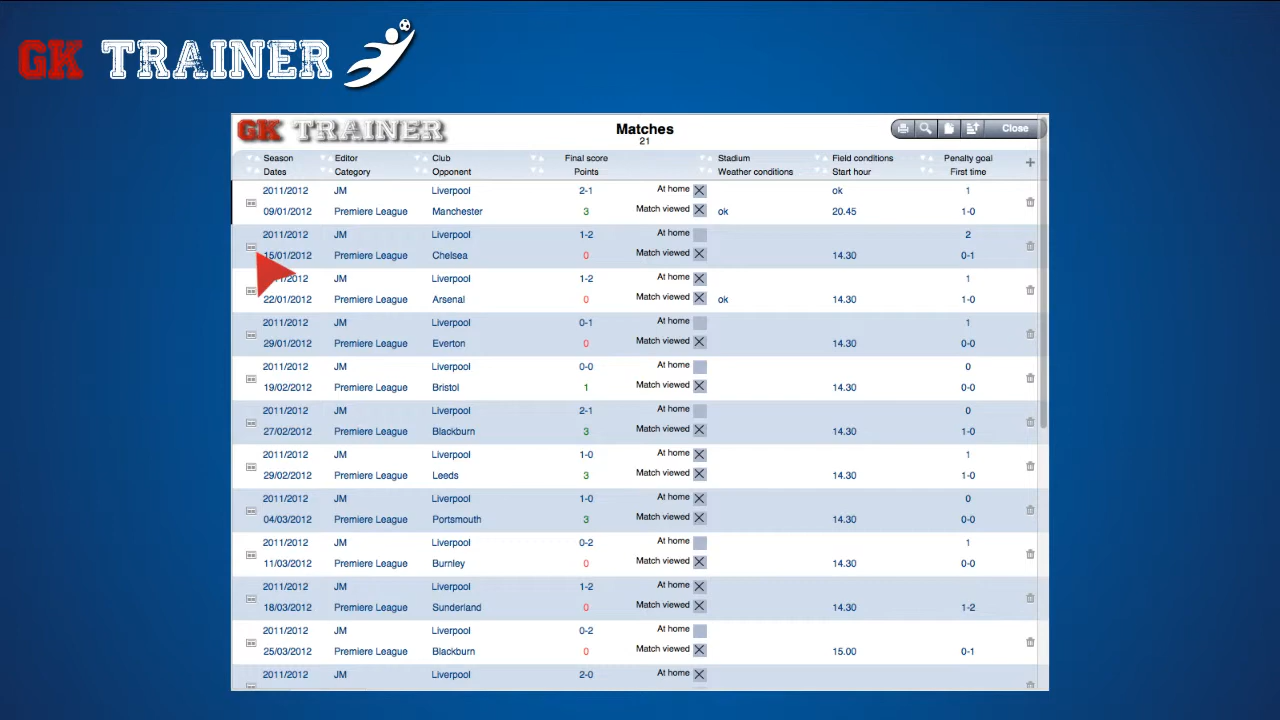 GK TRAINER
GK TRAINER
Matches
21
Close
Season Editor Club Final score Stadium Field conditions Penalty goal
Dates Category Opponent Points Weather conditions Start hour First time
2011/2012 JM Liverpool 2-1 At home ok 1
09/01/2012 Premiere League Manchester 3 Match viewed ok 20.45 1-0
2011/2012 JM Liverpool 1-2 At home 2
15/01/2012 Premiere League Chelsea 0 Match viewed 14.30 0-1
/2012 JM Liverpool 1-2 At home 1
22/01/2012 Premiere League Arsenal 0 Match viewed ok 14.30 1-0
2011/2012 JM Liverpool 0-1 At home 1
29/01/2012 Premiere League Everton 0 Match viewed 14.30 0-0
2011/2012 JM Liverpool 0-0 At home 0
19/02/2012 Premiere League Bristol 1 Match viewed 14.30 0-0
2011/2012 JM Liverpool 2-1 At home 0
27/02/2012 Premiere League Blackburn 3 Match viewed 14.30 1-0
2011/2012 JM Liverpool 1-0 At home 1
29/02/2012 Premiere League Leeds 3 Match viewed 14.30 1-0
2011/2012 JM Liverpool 1-0 At home 0
04/03/2012 Premiere League Portsmouth 3 Match viewed 14.30 0-0
2011/2012 JM Liverpool 0-2 At home 1
11/03/2012 Premiere League Burnley 0 Match viewed 14.30 0-0
2011/2012 JM Liverpool 1-2 At home
18/03/2012 Premiere League Sunderland 0 Match viewed 14.30 1-2
2011/2012 JM Liverpool 0-2 At home
25/03/2012 Premiere League Blackburn 0 Match viewed 15.00 0-1
2011/2012 JM Liverpool 2-0 At home